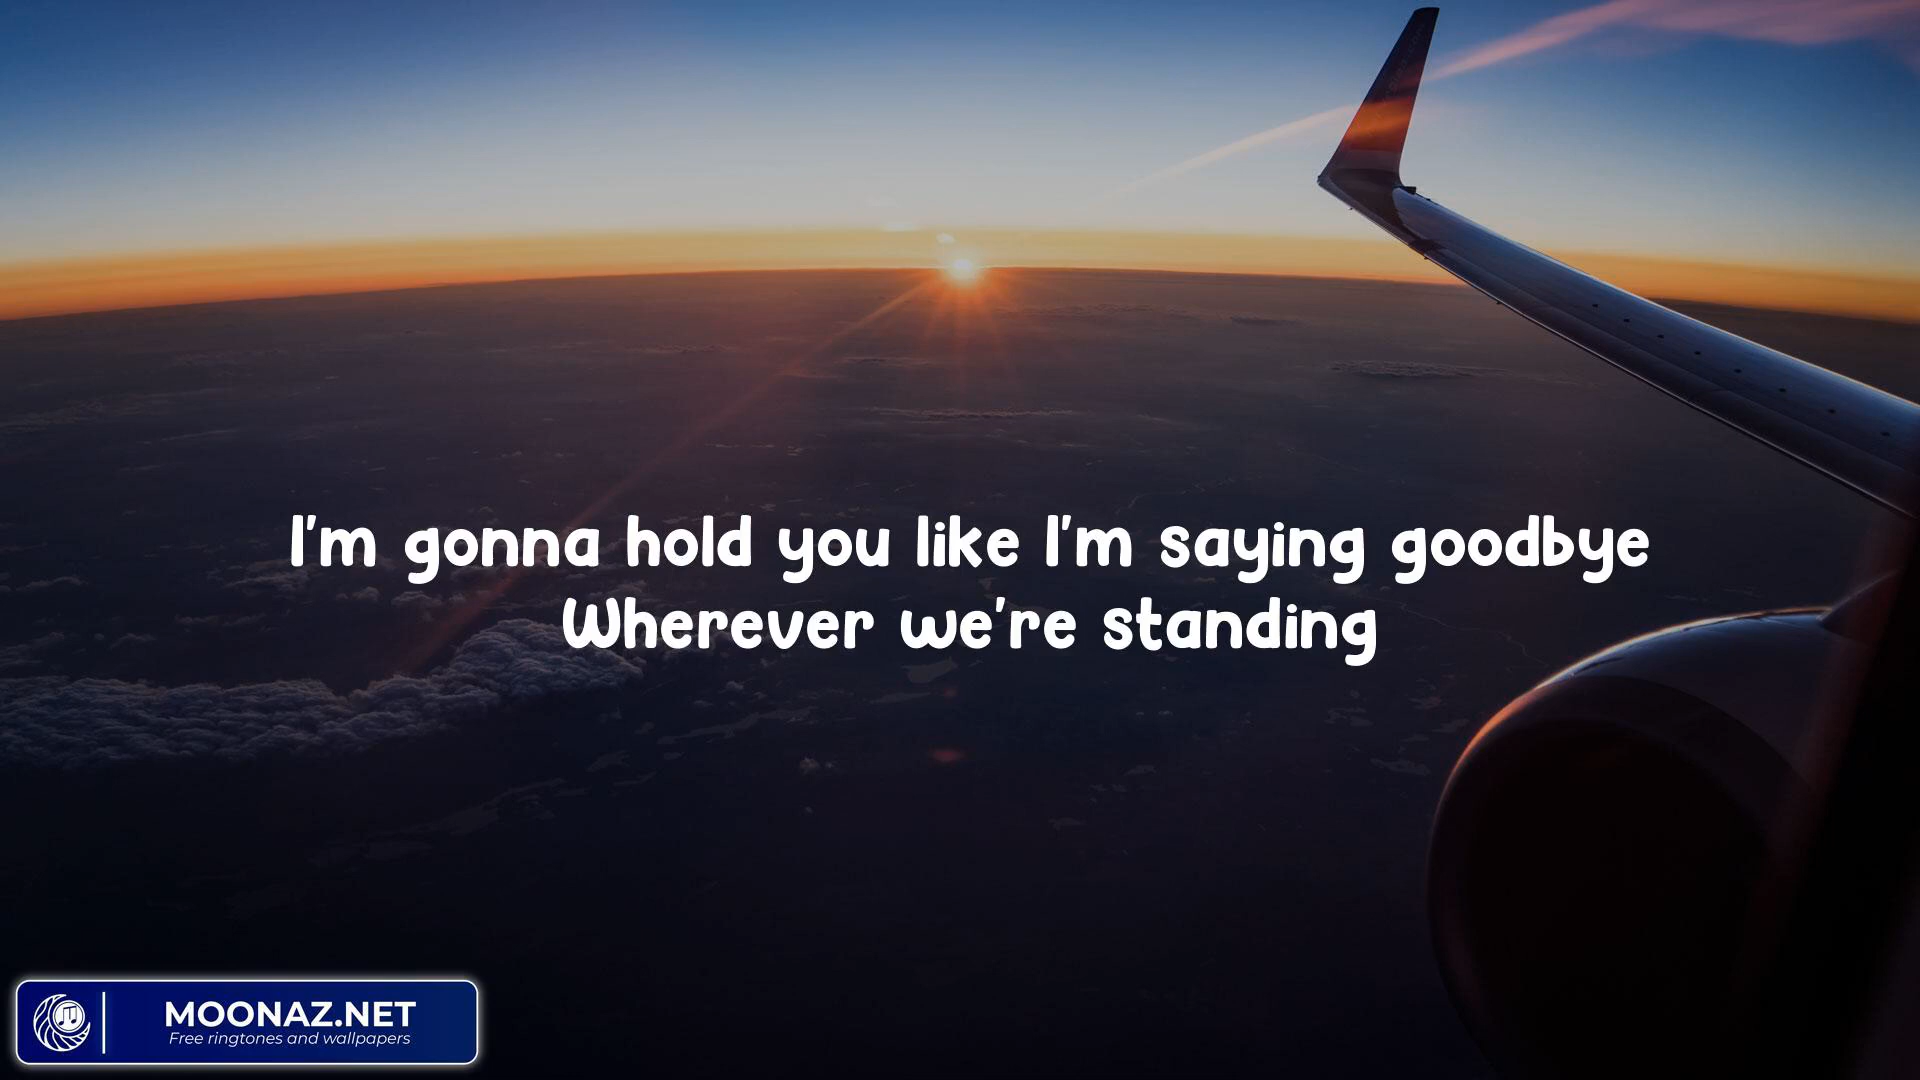 I'm gonna hold you like I'm saying goodbye
Wherever we're standing
MOONAZ.NET
Free ringtones and wallpapers